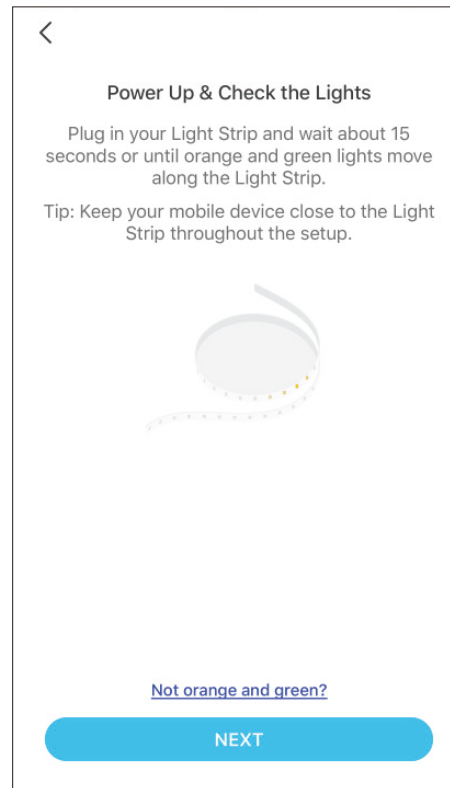 Power Up & Check the Lights
Plug in your Light Strip and wait about 15
seconds or until orange and green lights move
along the Light Strip.
Tip: Keep your mobile device close to the Light
Strip throughout the setup.
Not orange and green?
NEXT